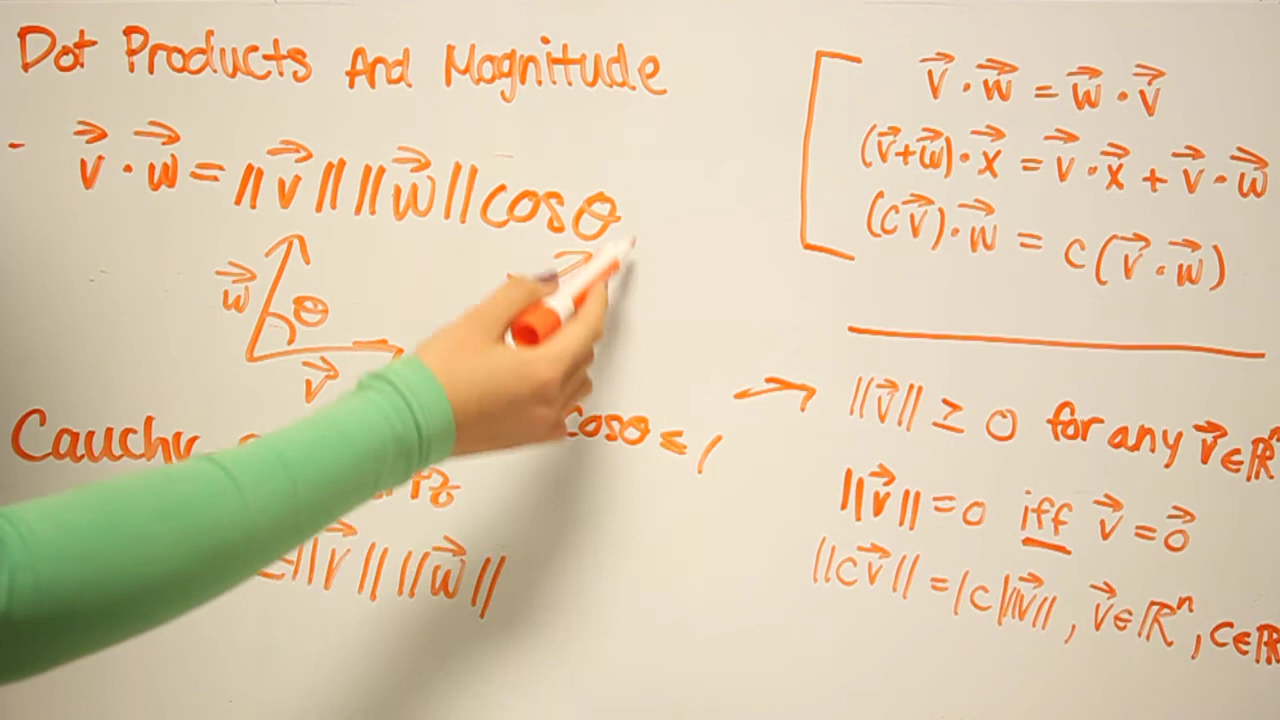 Dot Products And Magnitude
- v⃗ · w⃗ = ||v⃗|| ||w⃗|| cosθ
w⃗ θ
v⃗
Cauchy
cosθ ≤ 1
≤ ||v⃗|| ||w⃗||
v⃗ · w⃗ = w⃗ · v⃗
(v⃗+w⃗) · x⃗ = v⃗ · x⃗ + v⃗ · w⃗
(cv⃗) · w⃗ = c(v⃗ · w⃗)
→ ||v⃗|| ≥ 0 for any v⃗ ∈ ℝⁿ
||v⃗|| = 0 iff v⃗ = 0⃗
||cv⃗|| = |c| ||v⃗||, v⃗ ∈ ℝⁿ, c ∈ ℝ